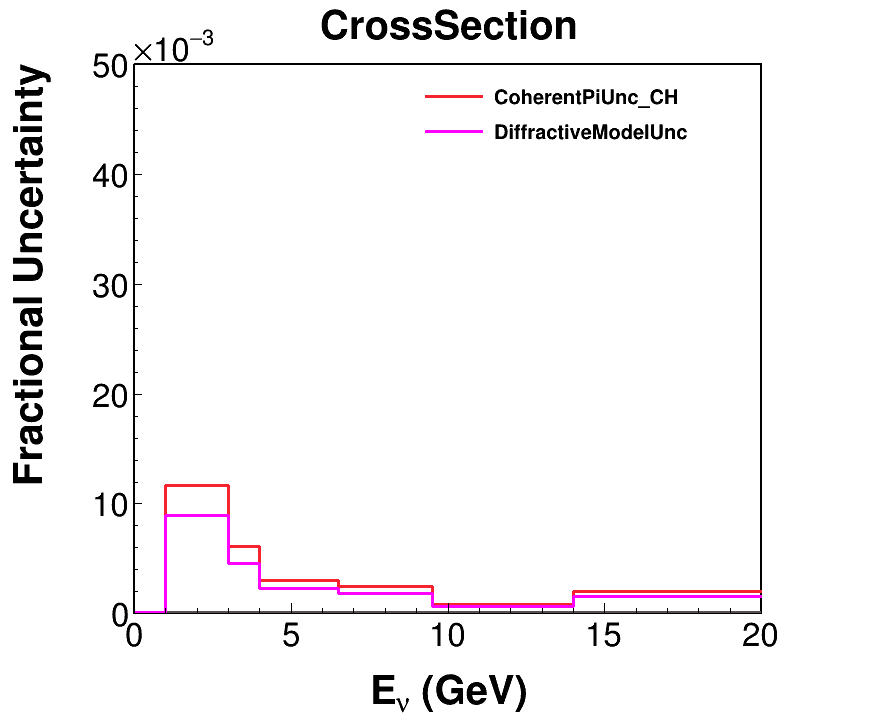 CrossSection
×10−3
50
40
30
20
10
0
Fractional Uncertainty
CoherentPiUnc_CH
DiffractiveModelUnc
0 5 10 15 20
Eν (GeV)